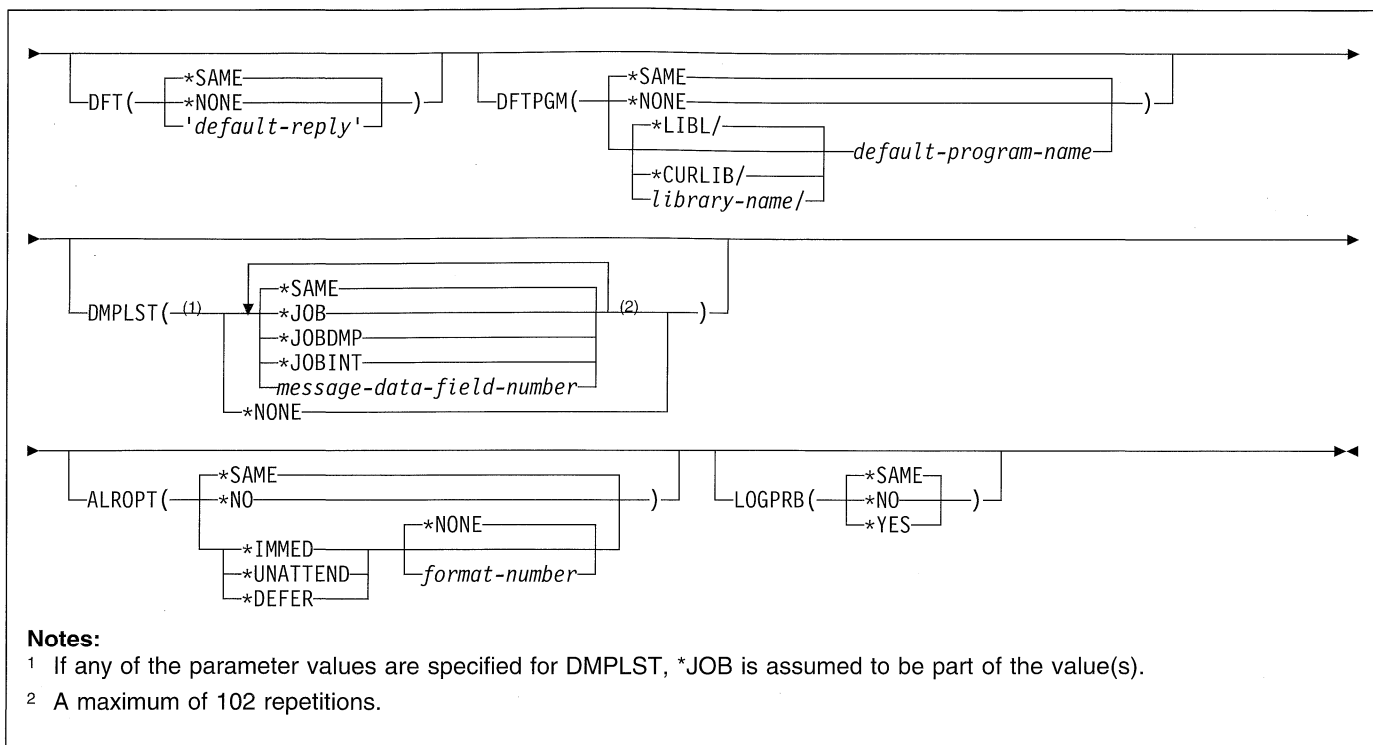 *SAME *SAME
DFT( *NONE ) DFTPGM( *NONE )
'default-reply' *LIBL/
default-program-name
*CURLIB/
library-name/
*SAME
DMPLST( (1) *JOB (2) )
*JOBDMP
*JOBINT
message-data-field-number
*NONE
*SAME *SAME
ALROPT( *NO ) LOGPRB( *NO )
*NONE *YES
*IMMED
*UNATTEND format-number
*DEFER
Notes:
1 If any of the parameter values are specified for DMPLST, *JOB is assumed to be part of the value(s).
2 A maximum of 102 repetitions.